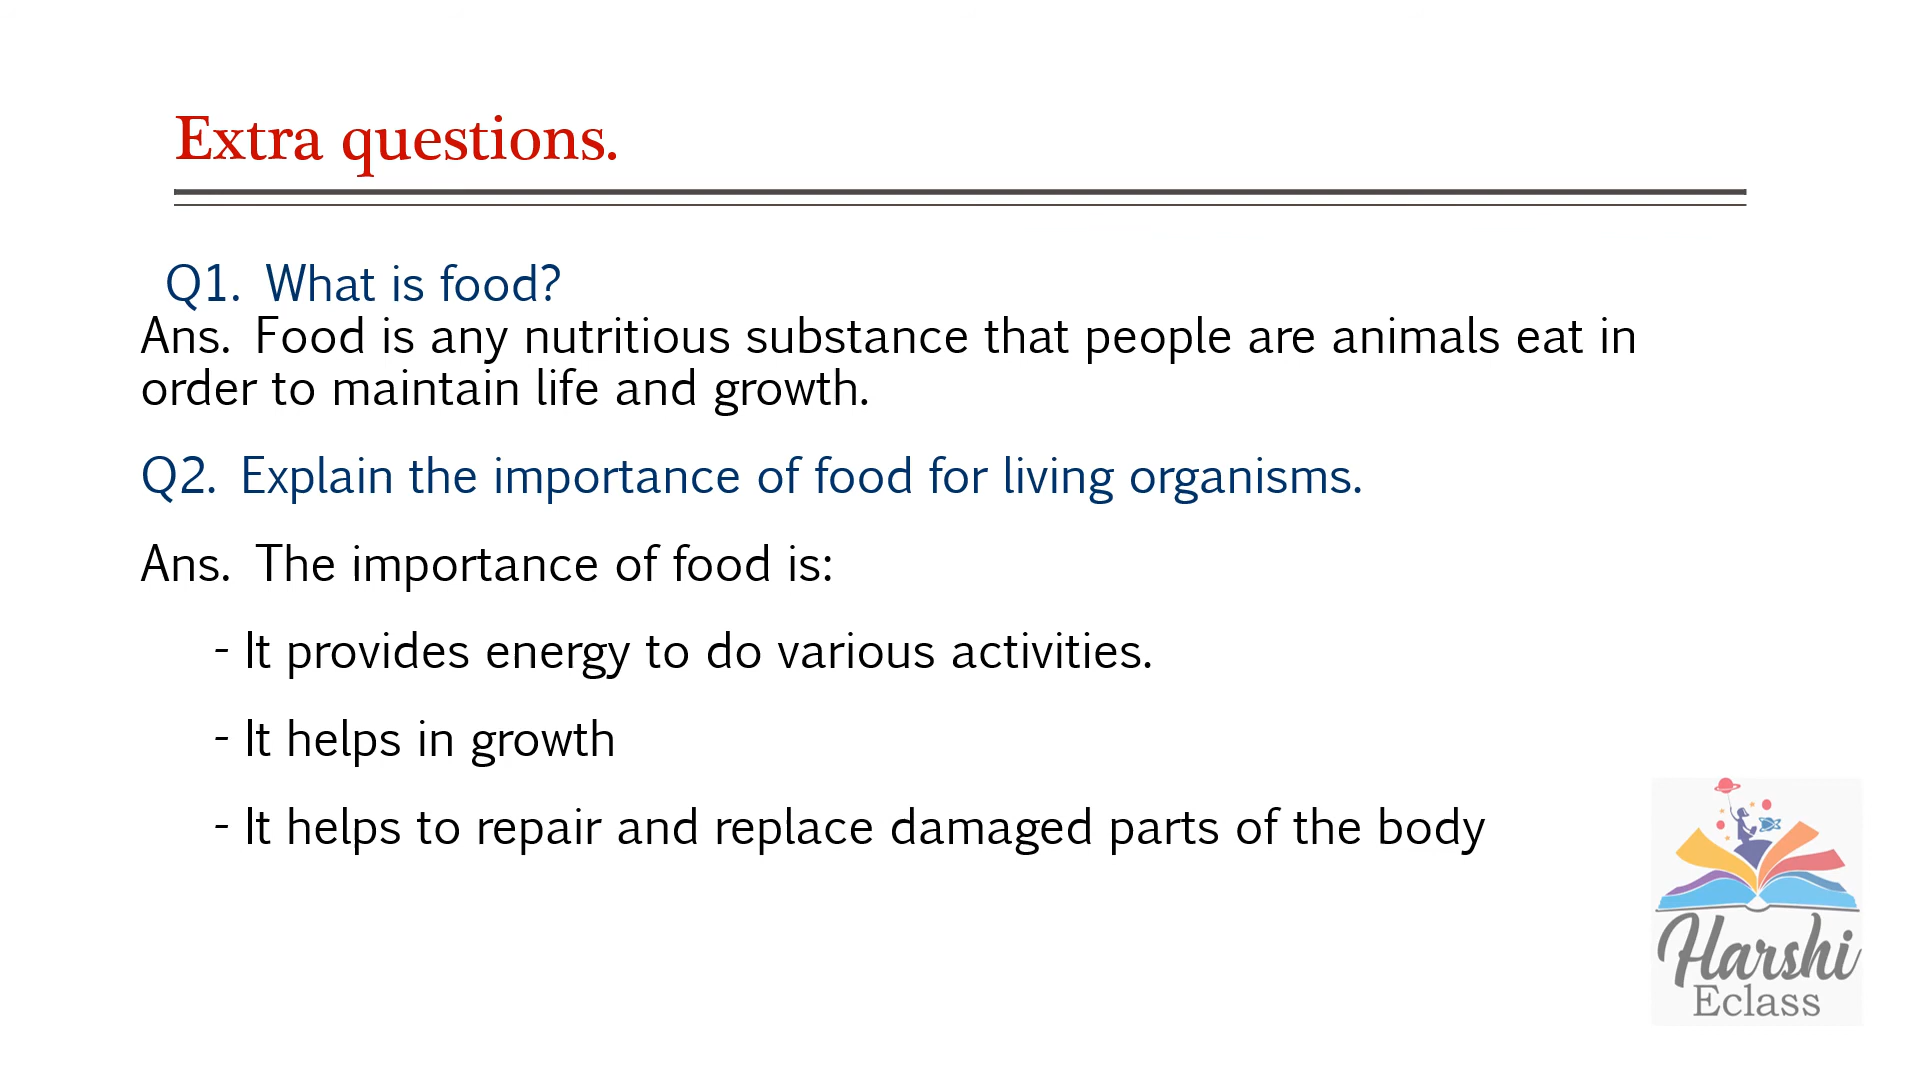 Extra questions.
Q1. What is food?
Ans. Food is any nutritious substance that people are animals eat in
order to maintain life and growth.
Q2. Explain the importance of food for living organisms.
Ans. The importance of food is:
- It provides energy to do various activities.
- It helps in growth
- It helps to repair and replace damaged parts of the body
Harshi
Eclass